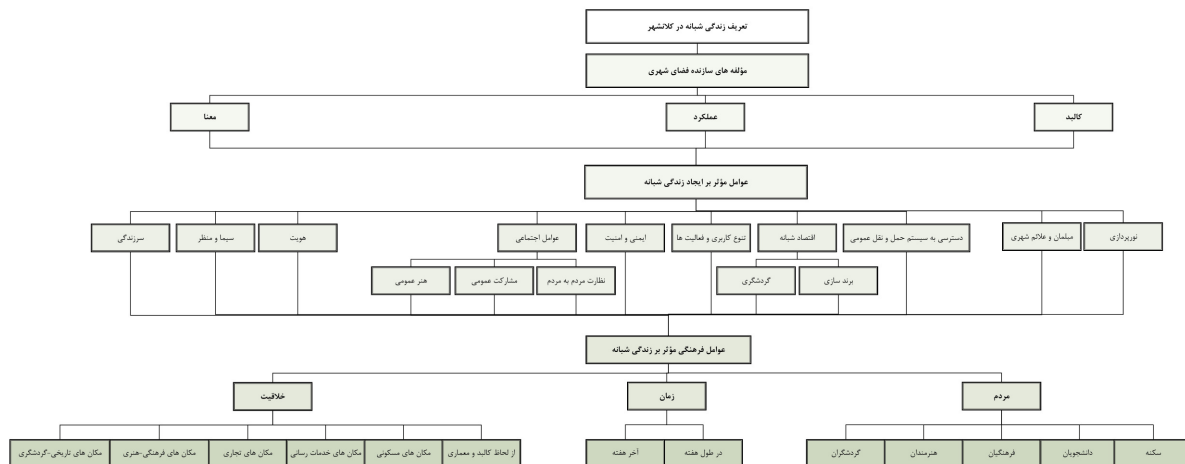 تعریف زندگی شبانه در کلانشهر
مؤلفه های سازنده فضای شهری
کالبد
عملکرد
معنا
عوامل مؤثر بر ایجاد زندگی شبانه
نورپردازی
مبلمان و علائم شهری
دسترسی به سیستم حمل و نقل عمومی
اقتصاد شبانه
تنوع کاربری و فعالیت ها
ایمنی و امنیت
عوامل اجتماعی
هویت
سیما و منظر
سرزندگی
برند سازی
گردشگری
نظارت مردم به مردم
مشارکت عمومی
هنر عمومی
عوامل فرهنگی مؤثر بر زندگی شبانه
مردم
زمان
خلاقیت
سکنه
دانشجویان
فرهنگیان
هنرمندان
گردشگران
در طول هفته
آخر هفته
از لحاظ کالبد و معماری
مکان های مسکونی
مکان های خدمات رسانی
مکان های تجاری
مکان های فرهنگی-هنری
مکان های تاریخی-گردشگری